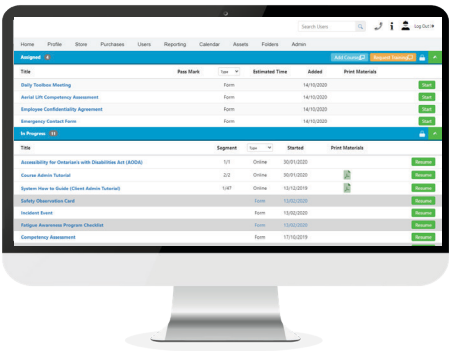 Search Users
Log Out
Home Profile Store Purchases Users Reporting Calendar Assets Folders Admin
Assigned 4 Add Course Request Training
Title Pass Mark Type Estimated Time Added Print Materials
Daily Toolbox Meeting Form 14/10/2020 Start
Aerial Lift Competency Assessment Form 14/10/2020 Start
Employee Confidentiality Agreement Form 14/10/2020 Start
Emergency Contact Form Form 14/10/2020 Start
In Progress
Title Segment Type Started Print Materials
Accessibility for Ontario's with Disabilities Act (AODA) 1/1 Online 30/01/2020 Resume
Course Admin Tutorial 2/2 Online 30/01/2020 Resume
System How to Guide (Client Admin Tutorial) 1/47 Online 13/12/2019 Resume
Safety Observation Card Form 13/02/2020 Resume
Incident Event Form 13/02/2020 Resume
Fatigue Awareness Program Checklist Form 13/02/2020 Resume
Competency Assessment Form 17/10/2019 Resume